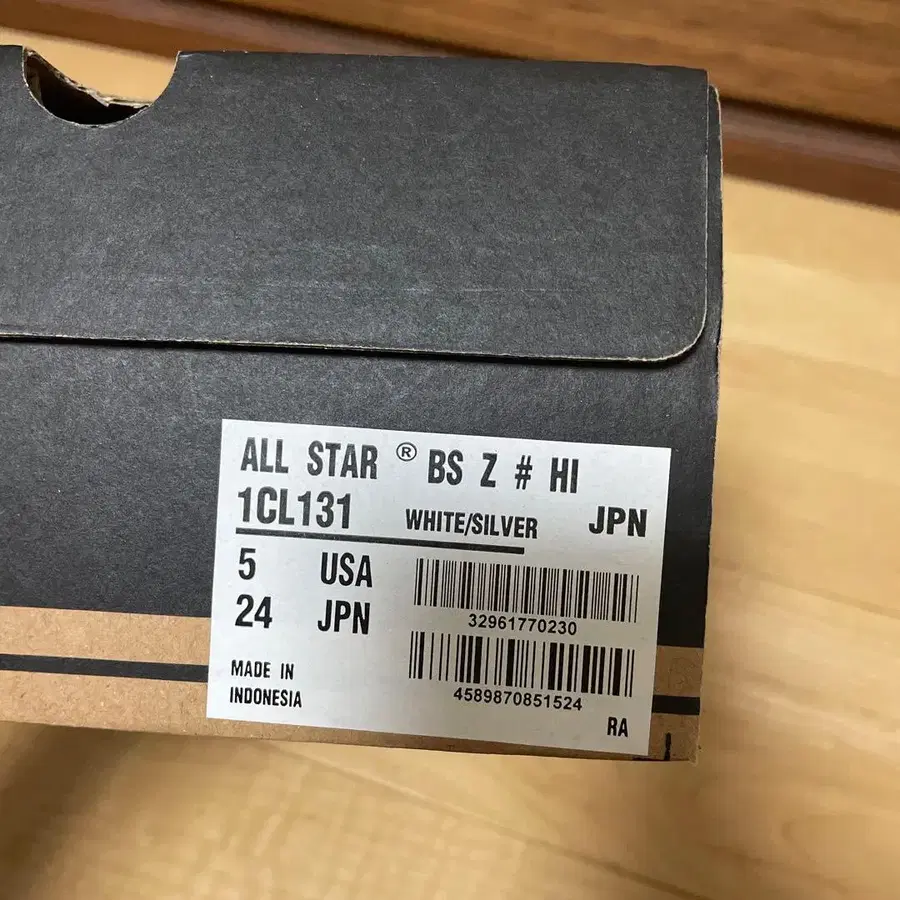 ALL STAR ® BS Z # HI
1CL131 WHITE/SILVER JPN
5 USA
24 JPN
32961770230
4589870851524
MADE IN
INDONESIA
RA